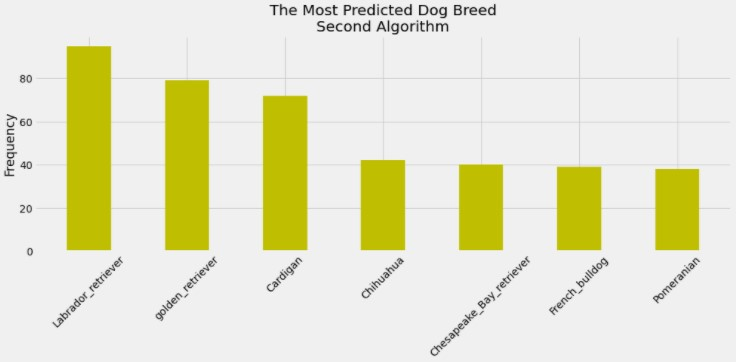 The Most Predicted Dog Breed
Second Algorithm
Frequency
80
60
40
20
0
Labrador_retriever
golden_retriever
Cardigan
Chihuahua
Chesapeake_Bay_retriever
French_bulldog
Pomeranian